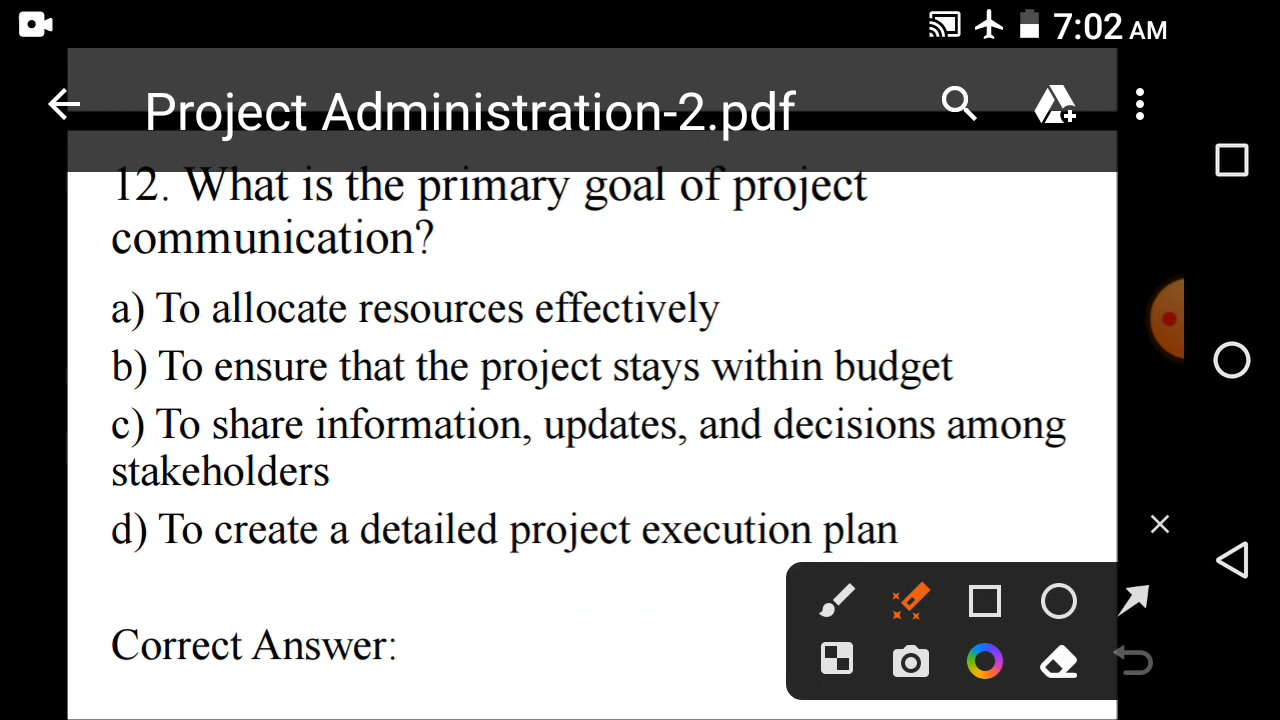 7:02 AM
Project Administration-2.pdf
12. What is the primary goal of project
communication?
a) To allocate resources effectively
b) To ensure that the project stays within budget
c) To share information, updates, and decisions among
stakeholders
d) To create a detailed project execution plan
Correct Answer: